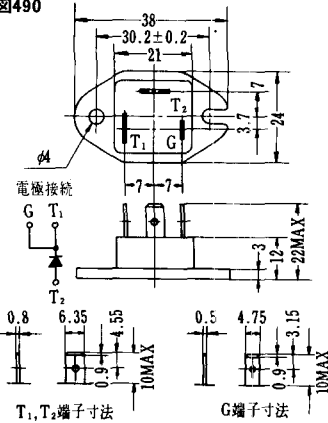 図490
38
30.2±0.2
21
T₂
7
3.7
24
φ4
T₁
G
7
7
電極接続
G T₁
T₂
3
12
22MAX
0.8
6.35
4.55
0.9
10MAX
0.5
4.75
3.15
0.9
10MAX
T₁,T₂端子寸法
G端子寸法